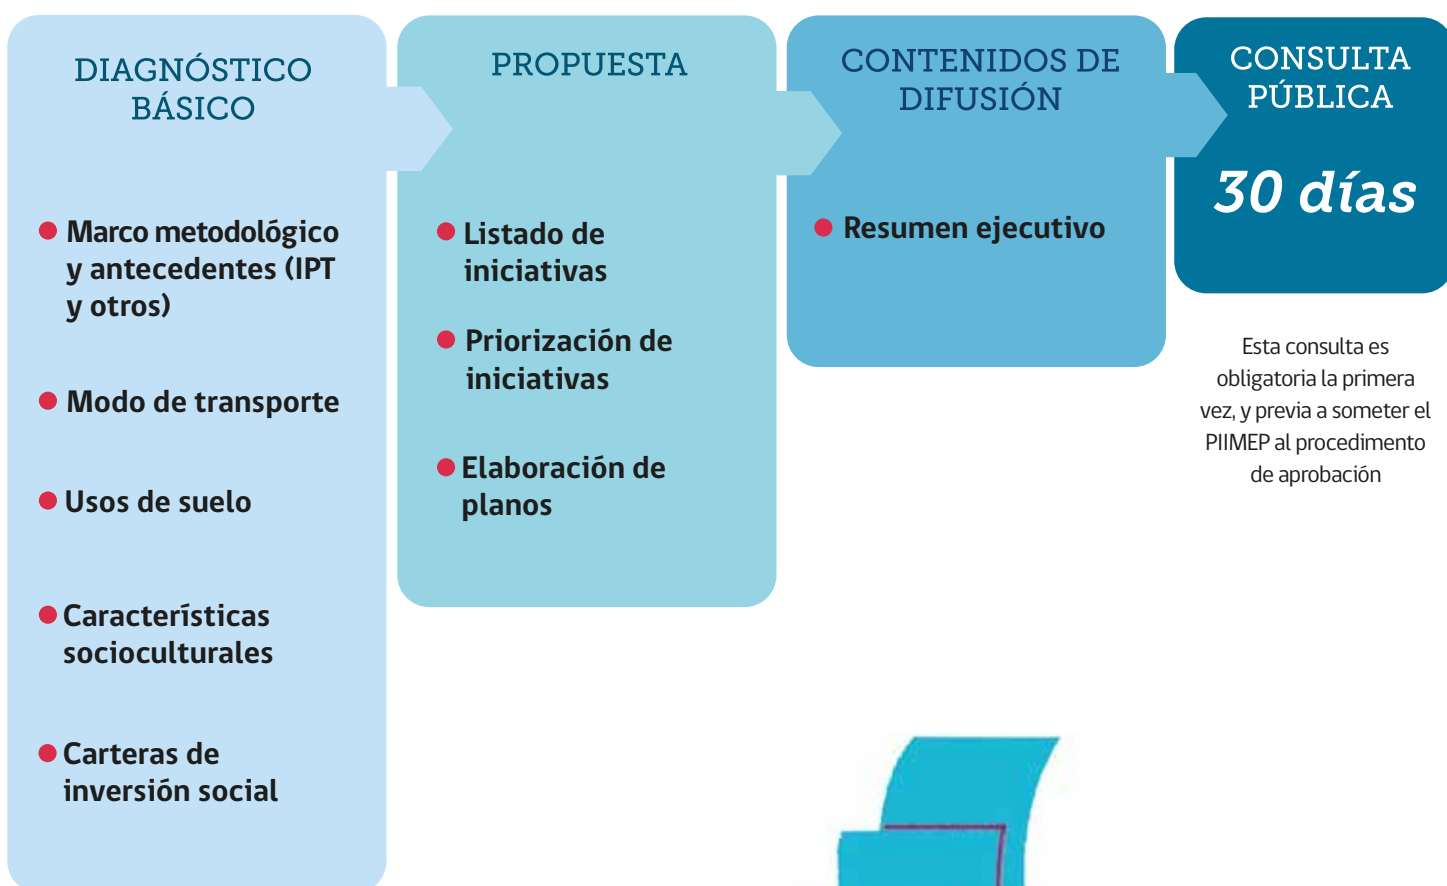 DIAGNÓSTICO
BÁSICO
● Marco metodológico
y antecedentes (IPT
y otros)
● Modo de transporte
● Usos de suelo
● Características
socioculturales
● Carteras de
inversión social
PROPUESTA
● Listado de
iniciativas
● Priorización de
iniciativas
● Elaboración de
planos
CONTENIDOS DE
DIFUSIÓN
● Resumen ejecutivo
CONSULTA
PÚBLICA
30 días
Esta consulta es
obligatoria la primera
vez, y previa a someter el
PIIMEP al procedimento
de aprobación